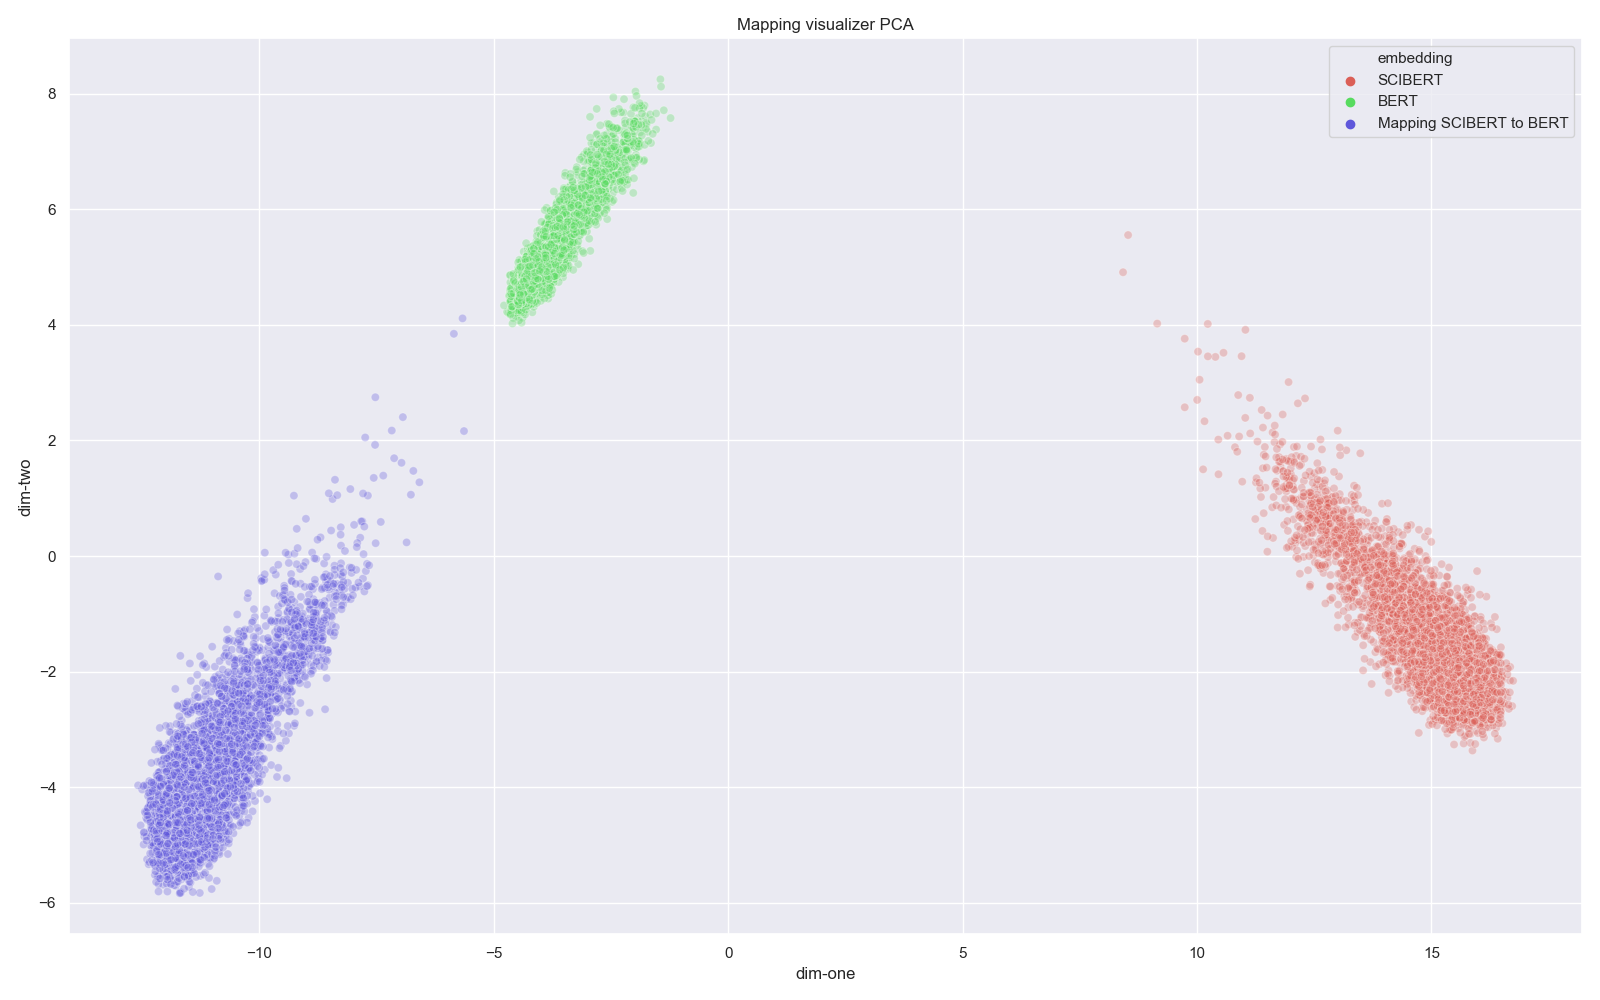 Mapping visualizer PCA
embedding
SCIBERT
BERT
Mapping SCIBERT to BERT
8
6
4
2
0
−2
−4
−6
dim-two
−10
−5
0
5
10
15
dim-one